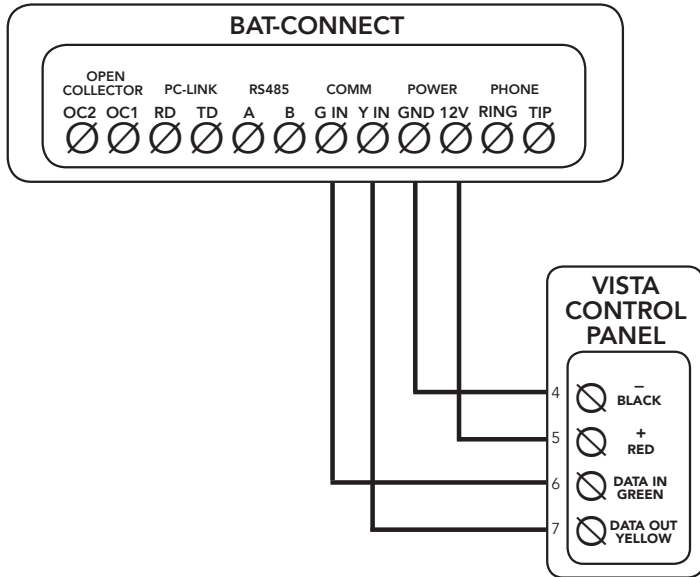 BAT-CONNECT
OPEN
COLLECTOR PC-LINK RS485 COMM POWER PHONE
OC2 OC1 RD TD A B G IN Y IN GND 12V RING TIP
VISTA
CONTROL
PANEL
4 –
BLACK
5 +
RED
6 DATA IN
GREEN
7 DATA OUT
YELLOW